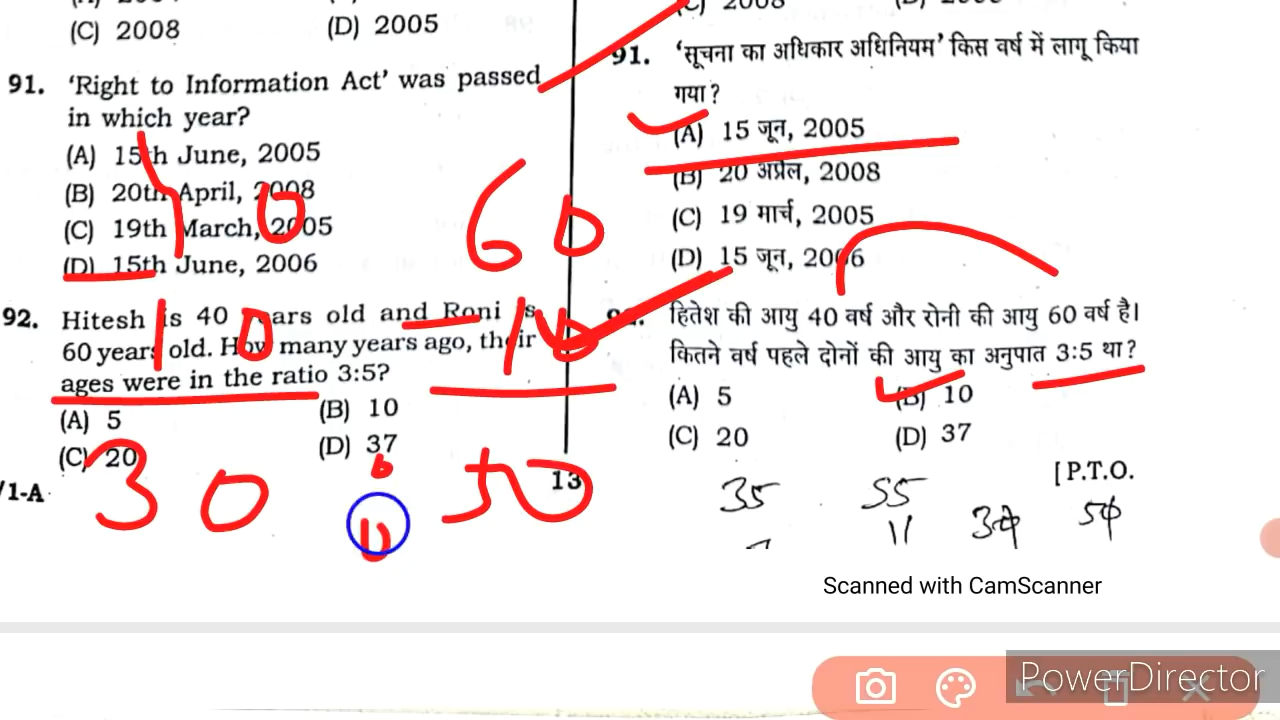 (C) 2008
(D) 2005
91. 'Right to Information Act' was passed
in which year?
(A) 15th June, 2005
(B) 20th April, 2008
(C) 19th March, 2005
(D) 15th June, 2006
92. Hitesh is 40 years old and Roni is
60 years old. How many years ago, their
ages were in the ratio 3:5?
(A) 5
(B) 10
(C) 20
(D) 37
/1-A
13
(C) 2008
91. 'सूचना का अधिकार अधिनियम' किस वर्ष में लागू किया
गया?
(A) 15 जून, 2005
(B) 20 अप्रैल, 2008
(C) 19 मार्च, 2005
(D) 15 जून, 2006
हितेश की आयु 40 वर्ष और रोनी की आयु 60 वर्ष है।
कितने वर्ष पहले दोनों की आयु का अनुपात 3:5 था?
(A) 5
(B) 10
(C) 20
(D) 37
[P.T.O.
35 55
11
60
10
10
30 : 50
Scanned with CamScanner
PowerDirector